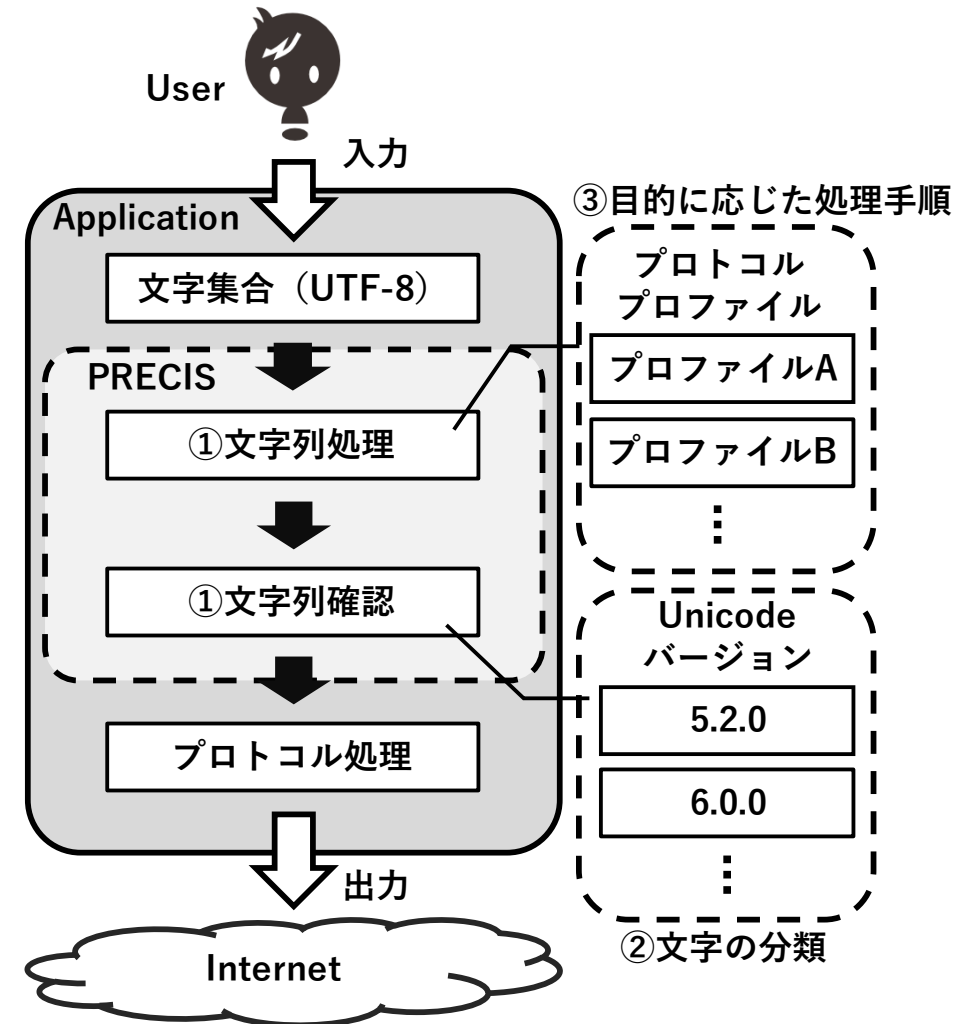 User
入力
Application
文字集合（UTF-8）
PRECIS
①文字列処理
①文字列確認
プロトコル処理
出力
Internet
③目的に応じた処理手順
プロトコル
プロファイル
プロファイルA
プロファイルB
⋮
Unicode
バージョン
5.2.0
6.0.0
⋮
②文字の分類